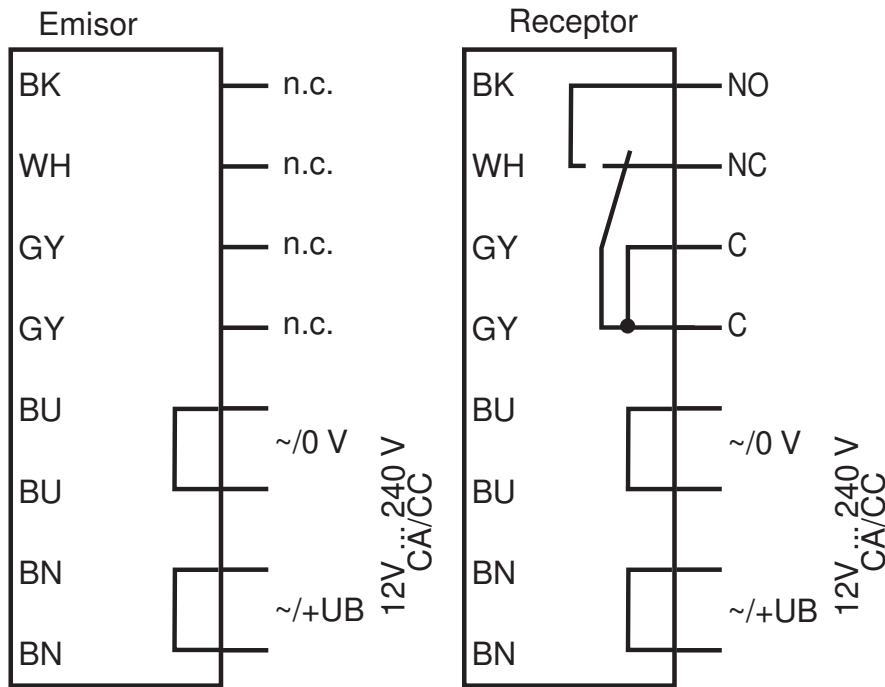 Emisor
BK n.c.
WH n.c.
GY n.c.
GY n.c.
BU
~/0 V
BU
BN
~/+UB
BN
12V ... 240 V
CA/CC
Receptor
BK NO
WH NC
GY C
GY C
BU
~/0 V
BU
BN
~/+UB
BN
12V ... 240 V
CA/CC